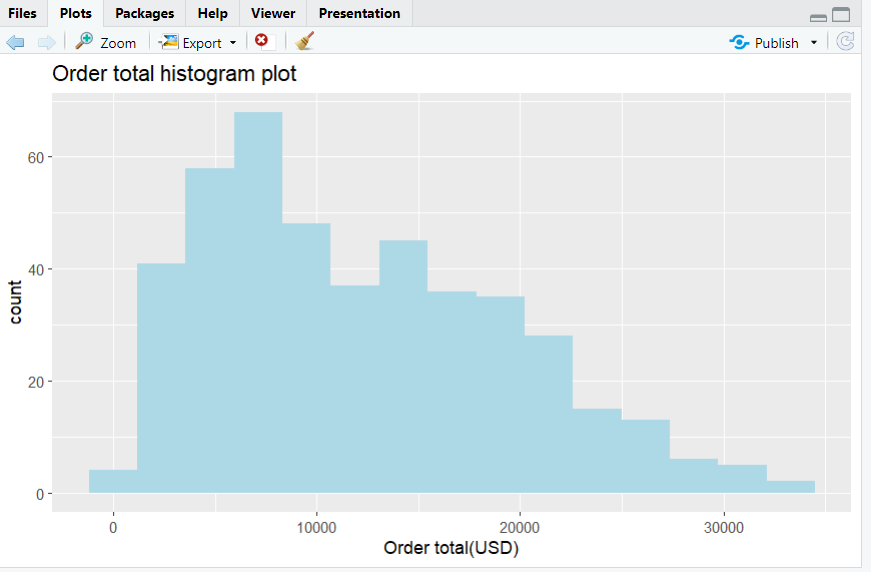 Files Plots Packages Help Viewer Presentation
Zoom Export Publish
Order total histogram plot
60
40
20
0
count
0 10000 20000 30000
Order total(USD)